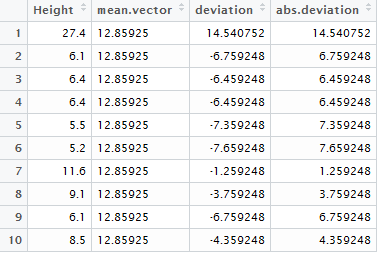 Height mean.vector deviation abs.deviation
1 27.4 12.85925 14.540752 14.540752
2 6.1 12.85925 -6.759248 6.759248
3 6.4 12.85925 -6.459248 6.459248
4 6.4 12.85925 -6.459248 6.459248
5 5.5 12.85925 -7.359248 7.359248
6 5.2 12.85925 -7.659248 7.659248
7 11.6 12.85925 -1.259248 1.259248
8 9.1 12.85925 -3.759248 3.759248
9 6.1 12.85925 -6.759248 6.759248
10 8.5 12.85925 -4.359248 4.359248